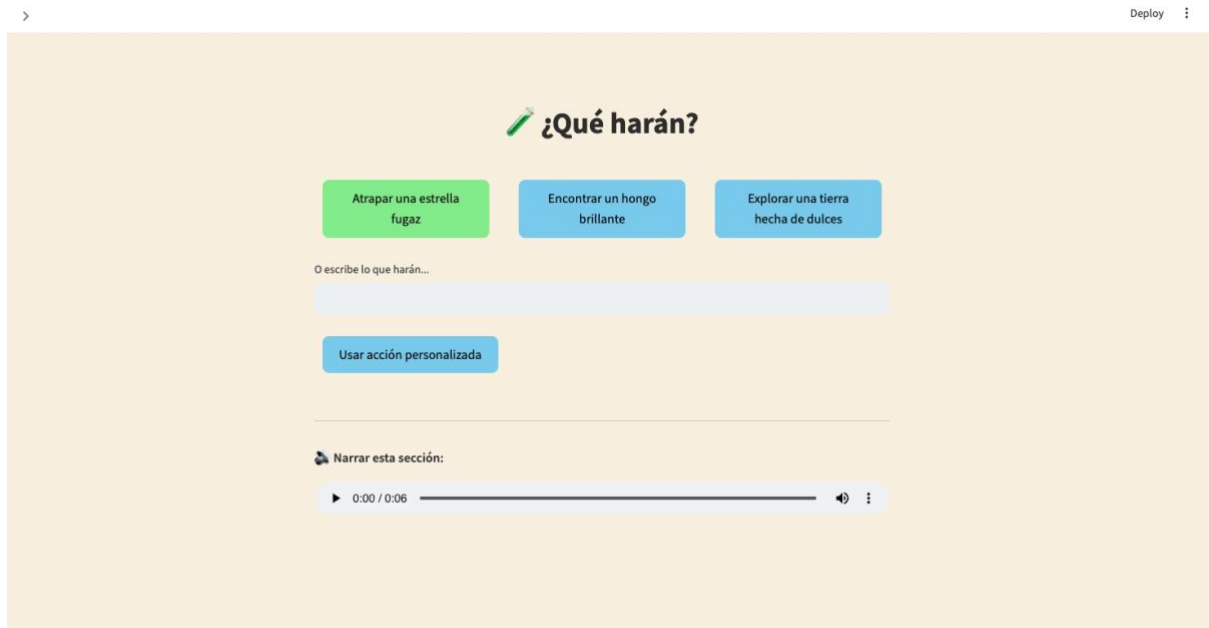 Deploy
¿Qué harán?
Atrapar una estrella
fugaz
Encontrar un hongo
brillante
Explorar una tierra
hecha de dulces
O escribe lo que harán...
Usar acción personalizada
Narrar esta sección:
0:00 / 0:06